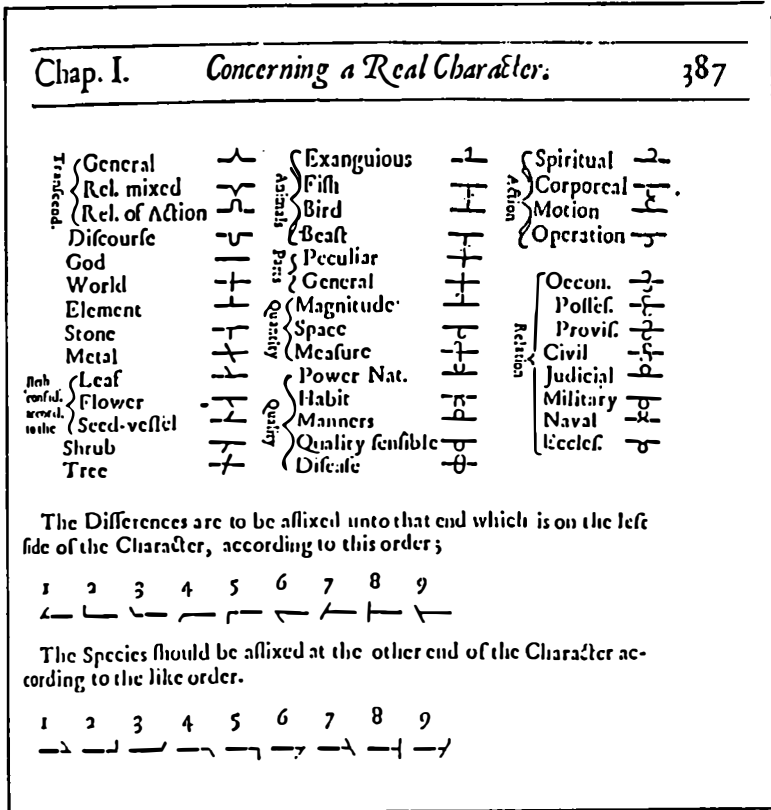 Chap. I. Concerning a Real Character. 387
Transcend.
General
Rel. mixed
Rel. of Action
Diſcourſe
God
World
Element
Stone
Metal
Herb conſid. accord. to the
Leaf
Flower
Seed-veſſel
Shrub
Tree
Animals
Exanguious
Fiſh
Bird
Beaſt
Parts
Peculiar
General
Quantity
Magnitude
Space
Meaſure
Quality
Power Nat.
Habit
Manners
Quality ſenſible
Diſeaſe
Action
Spiritual
Corporeal
Motion
Operation
Relation
Oecon.
Poſſeſ.
Proviſ.
Civil
Judicial
Military
Naval
Eccleſ.
The Differences are to be affixed unto that end which is on the left
ſide of the Character, according to this order;
1 2 3 4 5 6 7 8 9
The Species ſhould be affixed at the other end of the Character ac-
cording to the like order.
1 2 3 4 5 6 7 8 9